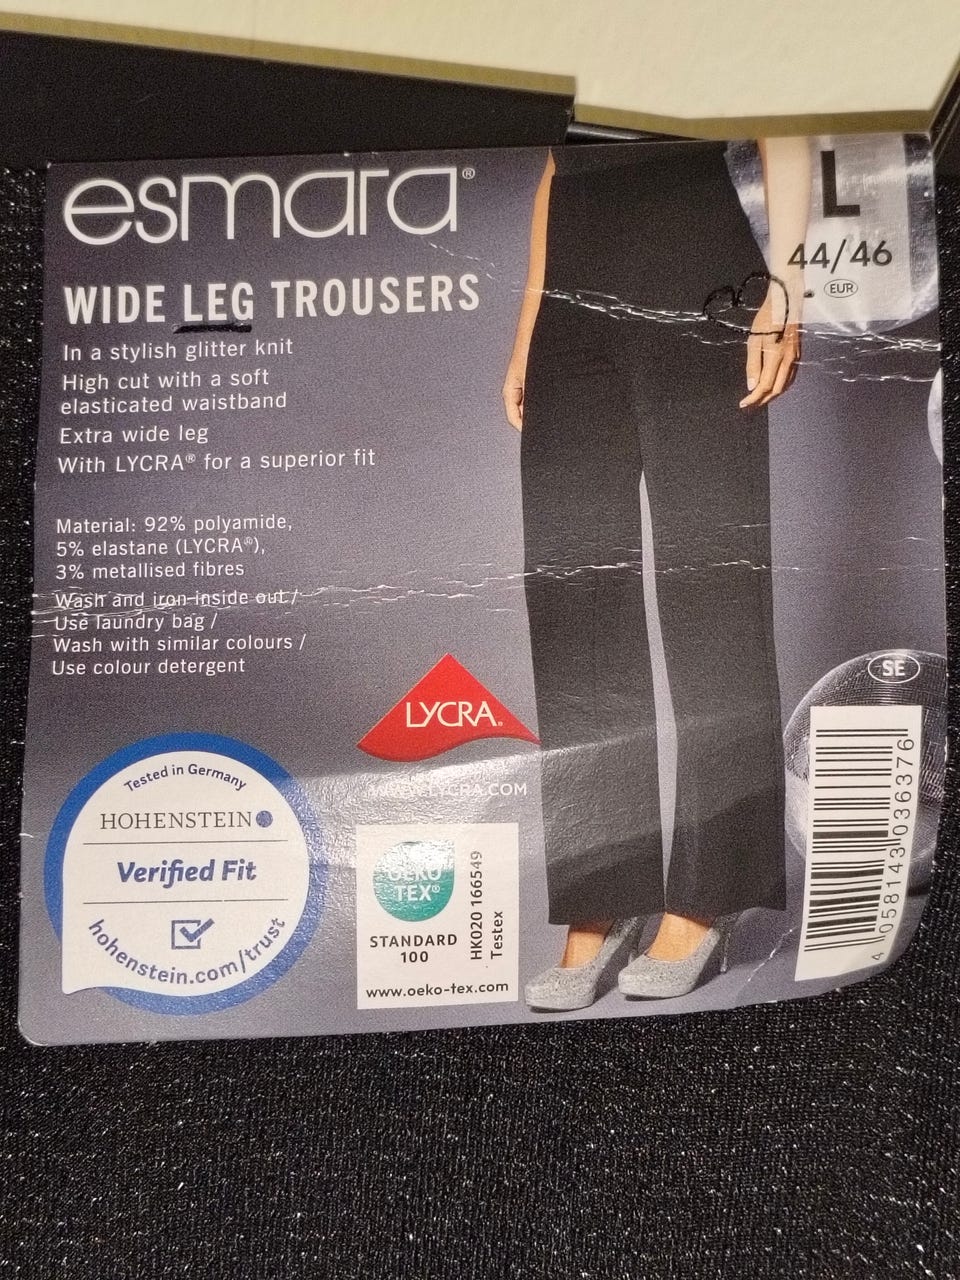 esmara®
L
44/46
EUR
WIDE LEG TROUSERS
In a stylish glitter knit
High cut with a soft
elasticated waistband
Extra wide leg
With LYCRA® for a superior fit
Material: 92% polyamide,
5% elastane (LYCRA®),
3% metallised fibres
Wash and iron inside out /
Use laundry bag /
Wash with similar colours /
Use colour detergent
LYCRA®
WWW.LYCRA.COM
Tested in Germany
HOHENSTEIN
Verified Fit
hohenstein.com/trust
OEKO
TEX®
STANDARD
100
HK020 166549
Testex
www.oeko-tex.com
SE
4 058143 036376